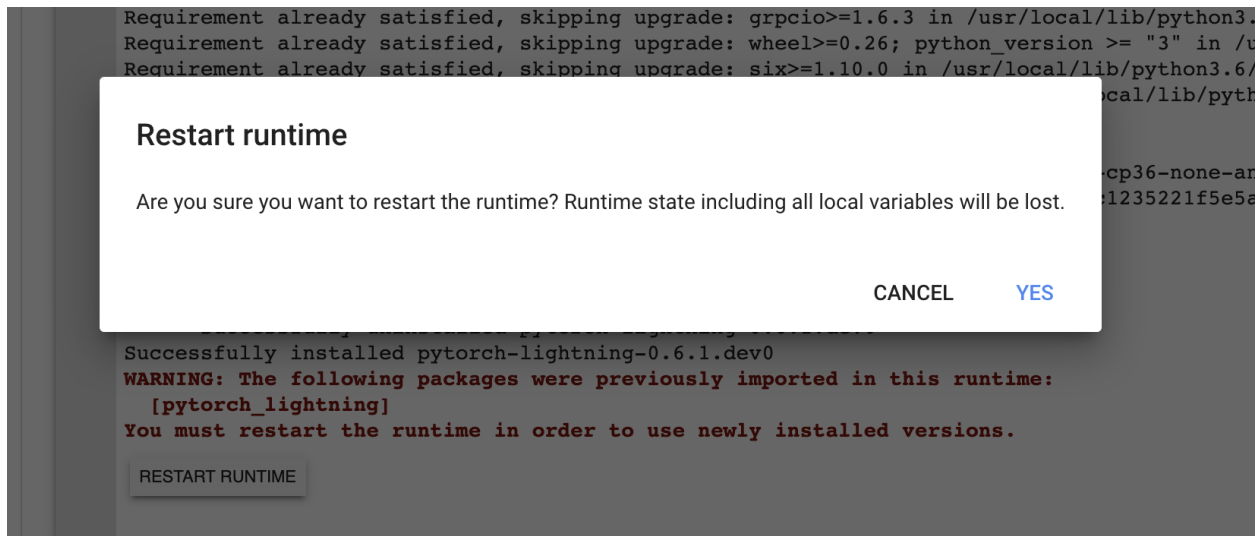 Requirement already satisfied, skipping upgrade: grpcio>=1.6.3 in /usr/local/lib/python3.
Requirement already satisfied, skipping upgrade: wheel>=0.26; python_version >= "3" in /u
Requirement already satisfied, skipping upgrade: six>=1.10.0 in /usr/local/lib/python3.6/
ocal/lib/pyth
Restart runtime
-cp36-none-an
Are you sure you want to restart the runtime? Runtime state including all local variables will be lost.
1235221f5e5a
CANCEL YES
Successfully installed pytorch-lightning-0.6.1.dev0
WARNING: The following packages were previously imported in this runtime:
[pytorch_lightning]
You must restart the runtime in order to use newly installed versions.
RESTART RUNTIME